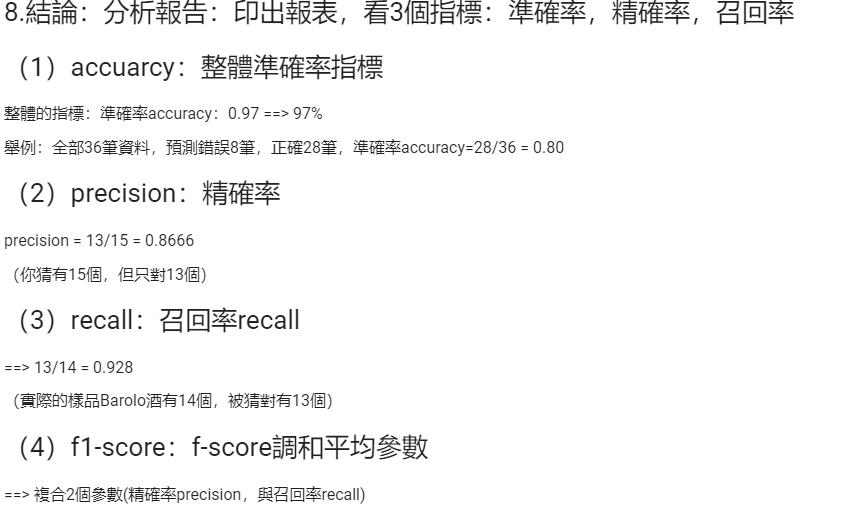 8.結論：分析報告：印出報表，看3個指標：準確率，精確率，召回率
（1）accuarcy：整體準確率指標
整體的指標：準確率accuracy：0.97 ==> 97%
舉例：全部36筆資料，預測錯誤8筆，正確28筆，準確率accuracy=28/36 = 0.80
（2）precision：精確率
precision = 13/15 = 0.8666
（你猜有15個，但只對13個）
（3）recall：召回率recall
==> 13/14 = 0.928
（實際的樣品Barolo酒有14個，被猜對有13個）
（4）f1-score：f-score調和平均參數
==> 複合2個參數(精確率precision，與召回率recall)